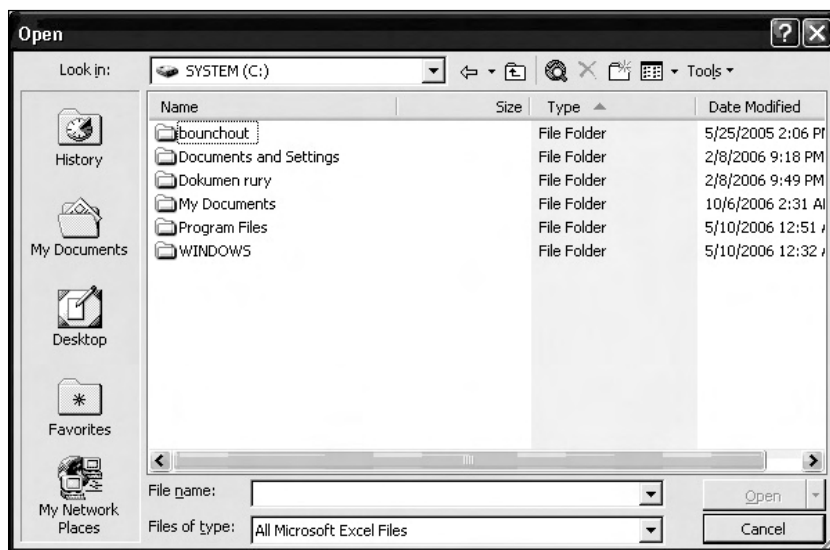 Open
Look in:
SYSTEM (C:)
Tools
Name Size Type Date Modified
bounchout File Folder 5/25/2005 2:06 PM
Documents and Settings File Folder 2/8/2006 9:18 PM
Dokumen rury File Folder 2/8/2006 9:49 PM
My Documents File Folder 10/6/2006 2:31 A
Program Files File Folder 5/10/2006 12:51
WINDOWS File Folder 5/10/2006 12:32
History
My Documents
Desktop
Favorites
My Network
Places
File name:
Open
Files of type: All Microsoft Excel Files
Cancel